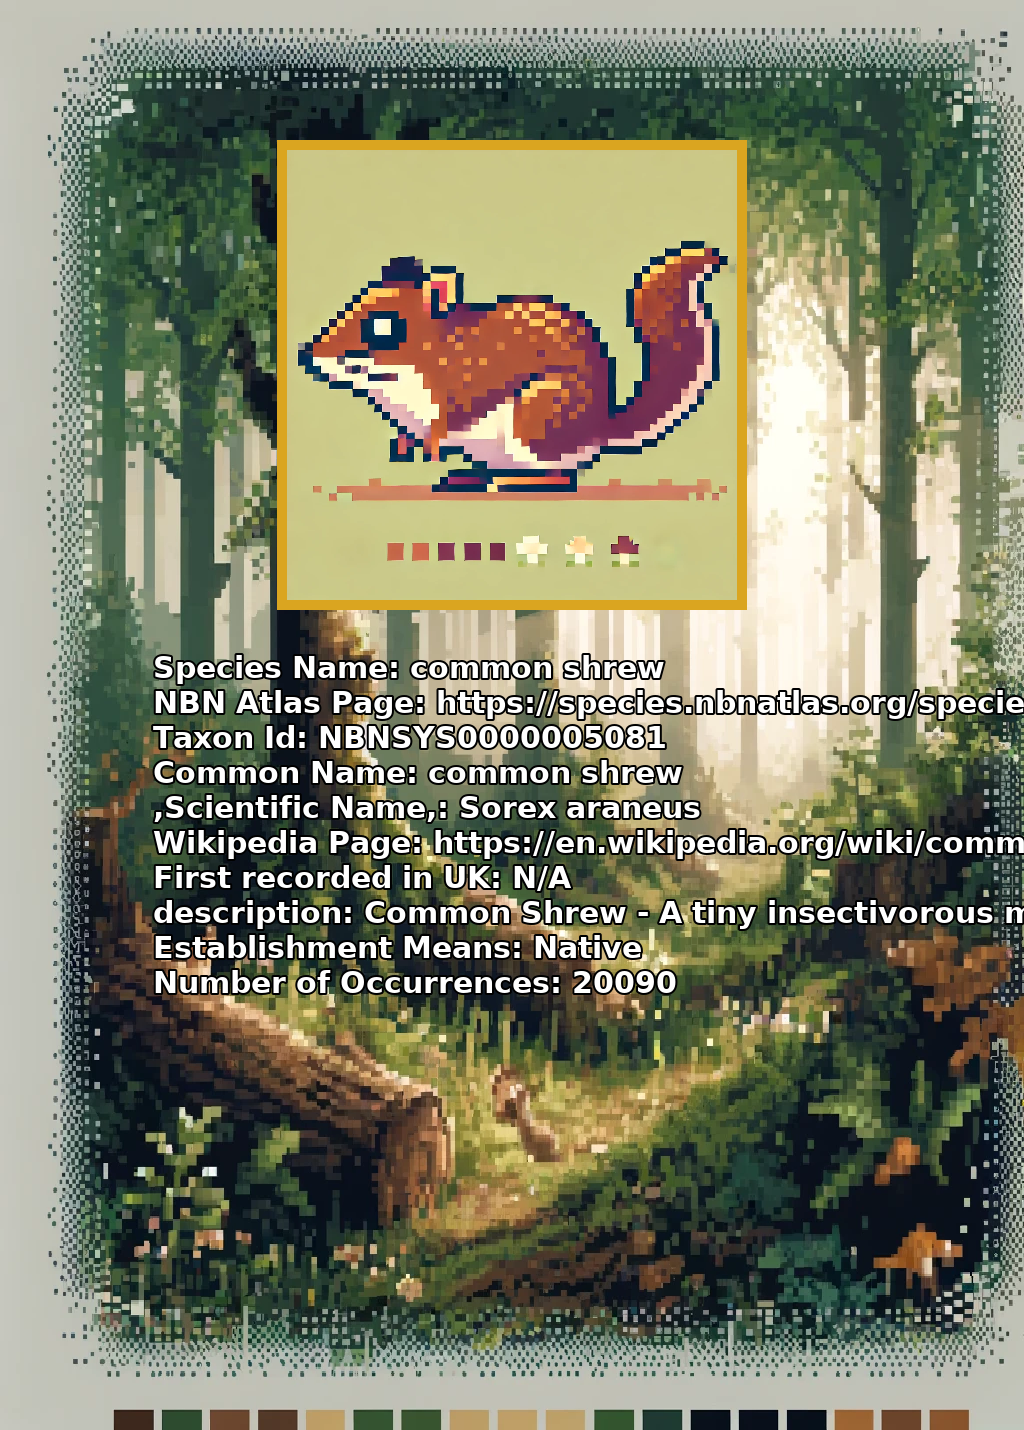 Species Name: common shrew
NBN Atlas Page: https://species.nbnatlas.org/specie
Taxon Id: NBNSYS0000005081
Common Name: common shrew
,Scientific Name,: Sorex araneus
Wikipedia Page: https://en.wikipedia.org/wiki/comm
First recorded in UK: N/A
description: Common Shrew - A tiny insectivorous m
Establishment Means: Native
Number of Occurrences: 20090